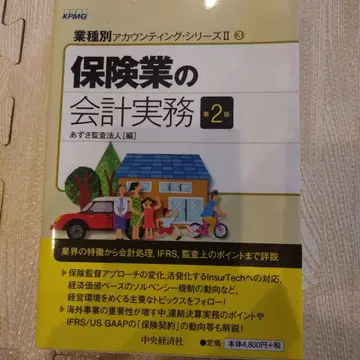 KPMG
業種別アカウンティング・シリーズⅡ 3
保険業の
会計実務 第2版
あずさ監査法人[編]
業界の特徴から会計処理,IFRS,監査上のポイントまで詳説
》保険監督アプローチの変化,活発化するInsurTechへの対応,
経済価値ベースのソルベンシー規制の動向など,
経営環境をめぐる主要なトピックスをフォロー!
》海外事業の重要性が増す中,連結決算実務のポイントや
IFRS/US GAAPの「保険契約」の動向等も解説!
中央経済社
定価 本体4,800円+税